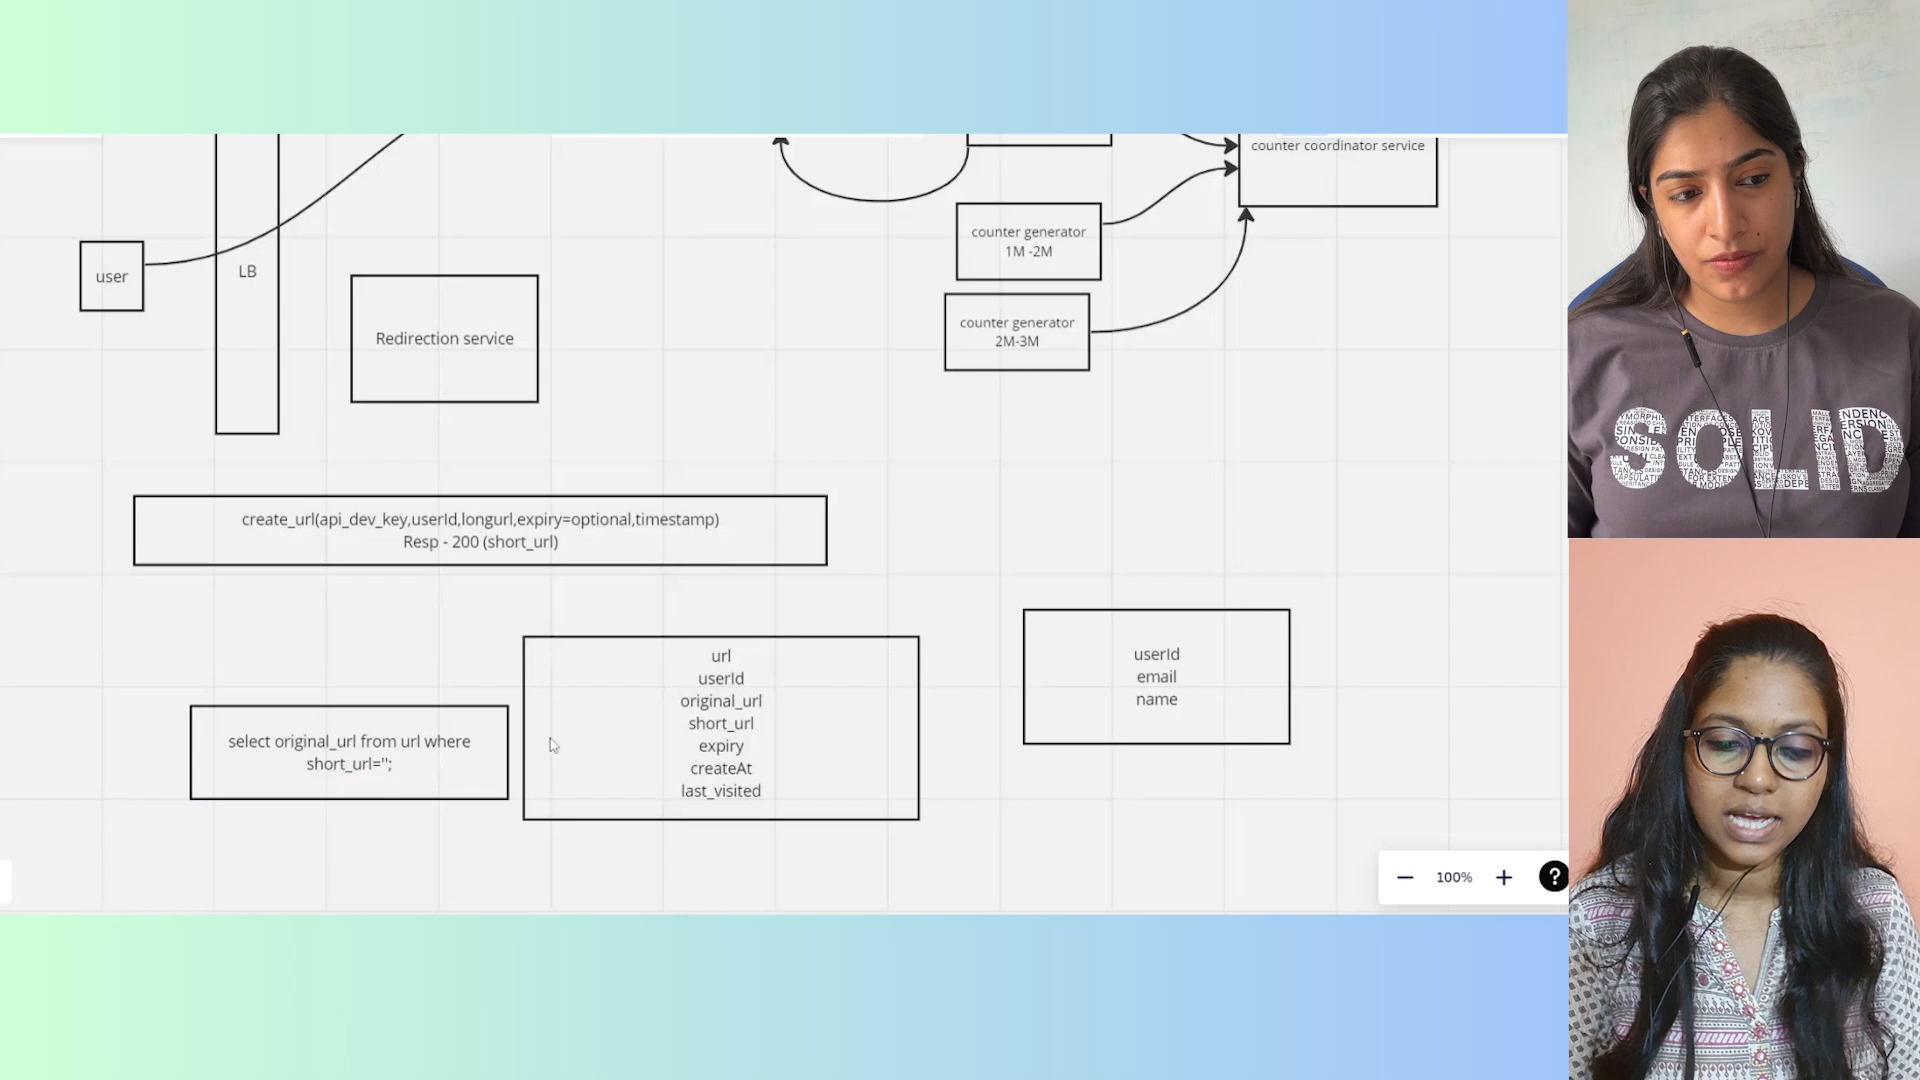 counter coordinator service
counter generator
1M -2M
user
LB
Redirection service
counter generator
2M-3M
create_url(api_dev_key,userId,longurl,expiry=optional,timestamp)
Resp - 200 (short_url)
url
userId
original_url
short_url
expiry
createAt
last_visited
userId
email
name
select original_url from url where
short_url='';
100%
?
SOLID